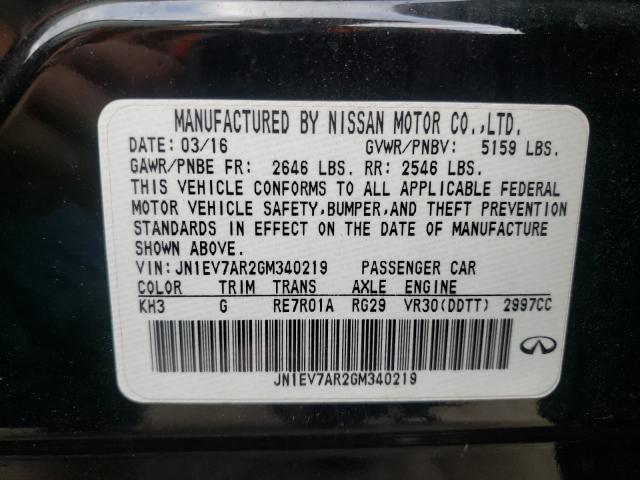 MANUFACTURED BY NISSAN MOTOR CO.,LTD.
DATE: 03/16 GVWR/PNBV: 5159 LBS.
GAWR/PNBE FR: 2646 LBS. RR: 2546 LBS.
THIS VEHICLE CONFORMS TO ALL APPLICABLE FEDERAL
MOTOR VEHICLE SAFETY,BUMPER,AND THEFT PREVENTION
STANDARDS IN EFFECT ON THE DATE OF MANUFACTURE
SHOWN ABOVE.
VIN:JN1EV7AR2GM340219 PASSENGER CAR
COLOR TRIM TRANS AXLE ENGINE
KH3 G RE7R01A RG29 VR30(DDTT) 2997CC
JN1EV7AR2GM340219